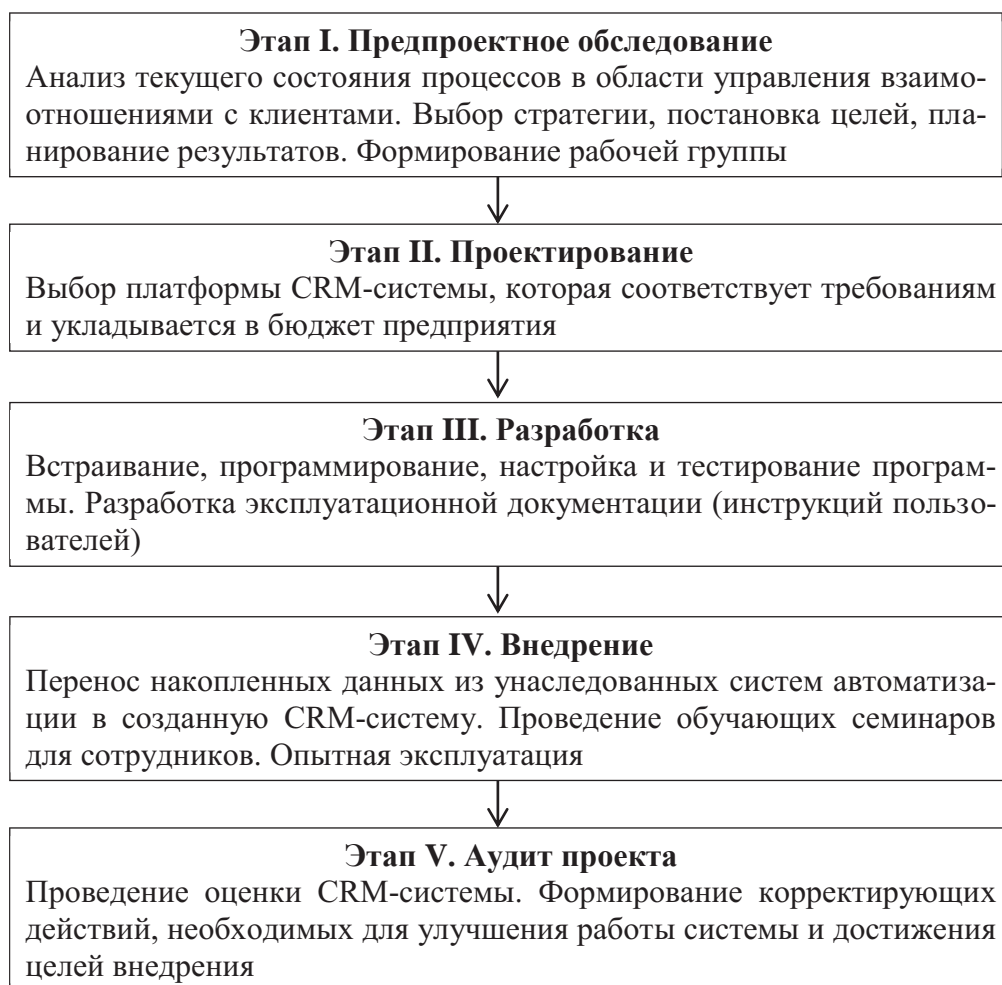 Этап I. Предпроектное обследование
Анализ текущего состояния процессов в области управления взаимо-
отношениями с клиентами. Выбор стратегии, постановка целей, пла-
нирование результатов. Формирование рабочей группы
Этап II. Проектирование
Выбор платформы CRM-системы, которая соответствует требованиям
и укладывается в бюджет предприятия
Этап III. Разработка
Встраивание, программирование, настройка и тестирование програм-
мы. Разработка эксплуатационной документации (инструкций пользо-
вателей)
Этап IV. Внедрение
Перенос накопленных данных из унаследованных систем автоматиза-
ции в созданную CRM-систему. Проведение обучающих семинаров
для сотрудников. Опытная эксплуатация
Этап V. Аудит проекта
Проведение оценки CRM-системы. Формирование корректирующих
действий, необходимых для улучшения работы системы и достижения
целей внедрения